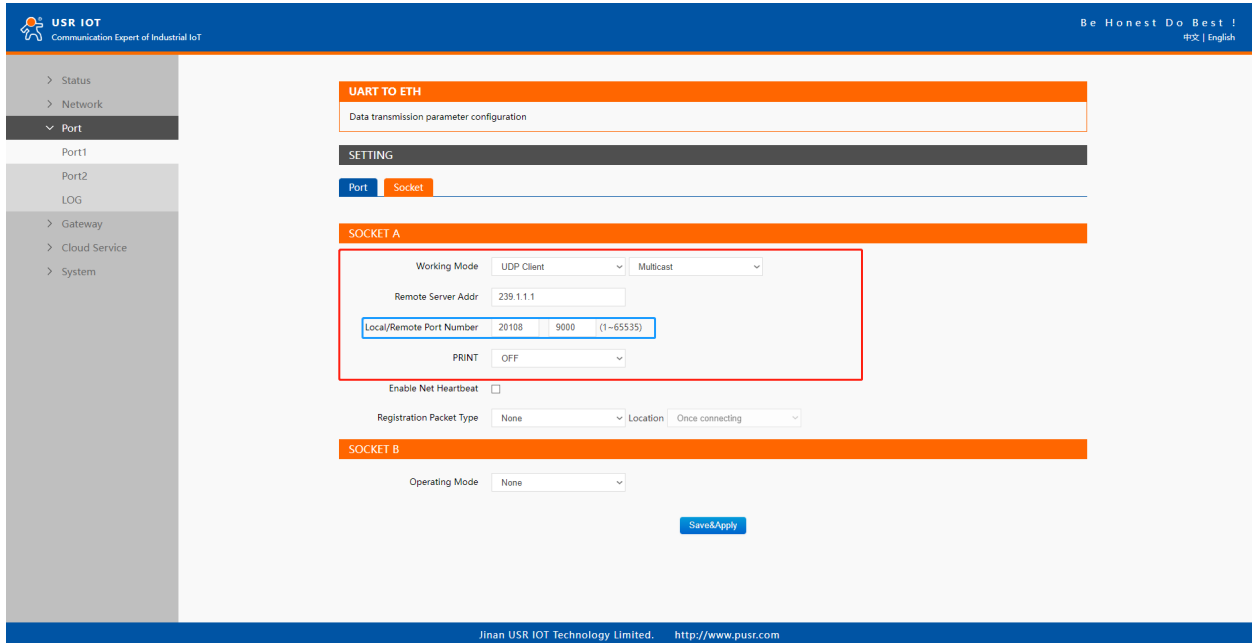 USR IOT
Communication Expert of Industrial IoT
Be Honest Do Best !
中文 | English
Status
Network
Port
Port1
Port2
LOG
Gateway
Cloud Service
System
UART TO ETH
Data transmission parameter configuration
SETTING
Port Socket
SOCKET A
Working Mode UDP Client Multicast
Remote Server Addr 239.1.1.1
Local/Remote Port Number 20108 9000 (1~65535)
PRINT OFF
Enable Net Heartbeat
Registration Packet Type None Location Once connecting
SOCKET B
Operating Mode None
Save&Apply
Jinan USR IOT Technology Limited. http://www.pusr.com